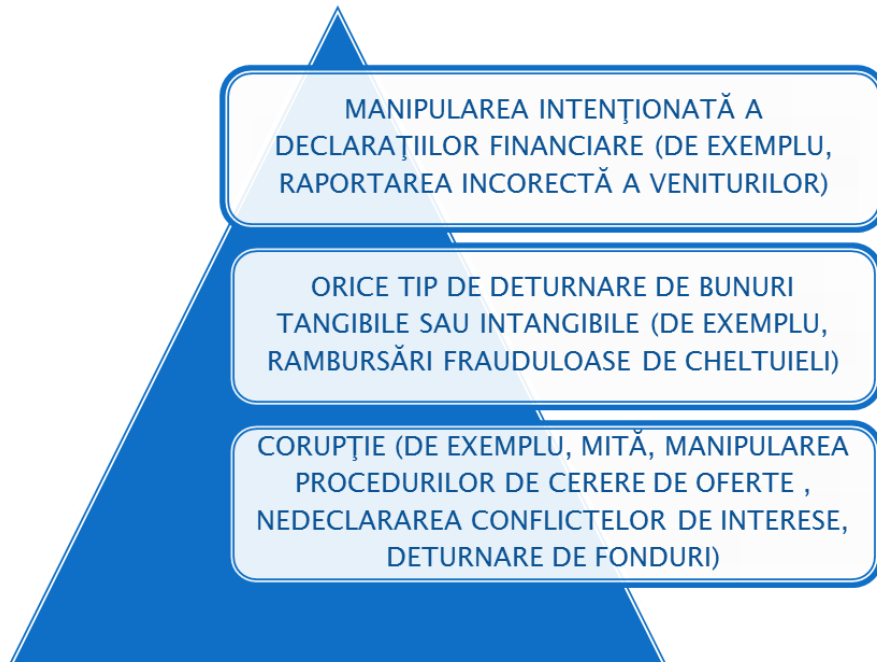 MANIPULAREA INTENŢIONATĂ A
DECLARAŢIILOR FINANCIARE (DE EXEMPLU,
RAPORTAREA INCORECTĂ A VENITURILOR)
ORICE TIP DE DETURNARE DE BUNURI
TANGIBILE SAU INTANGIBILE (DE EXEMPLU,
RAMBURSĂRI FRAUDULOASE DE CHELTUIELI)
CORUPŢIE (DE EXEMPLU, MITĂ, MANIPULAREA
PROCEDURILOR DE CERERE DE OFERTE ,
NEDECLARAREA CONFLICTELOR DE INTERESE,
DETURNARE DE FONDURI)